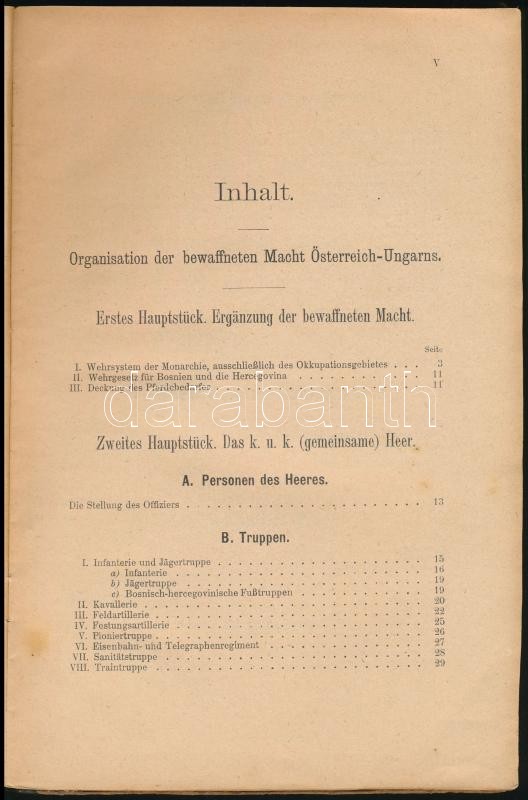 V
Inhalt.
Organisation der bewaffneten Macht Österreich-Ungarns.
Erstes Hauptstück. Ergänzung der bewaffneten Macht.
Seite
I. Wehrsystem der Monarchie, ausschließlich des Okkupationsgebietes . . . 3
II. Wehrgesetz für Bosnien und die Hercegovina . . . . . . . . . 11
III. Deckung des Pferdebedarfes . . . . . . . . . . . . . . . 11
darabanth
Zweites Hauptstück. Das k. u. k. (gemeinsame) Heer.
A. Personen des Heeres.
Die Stellung des Offiziers . . . . . . . . . . . . . . . . . . . . . 13
B. Truppen.
I. Infanterie und Jägertruppe . . . . . . . . . . . . . . . . . . 15
a) Infanterie . . . . . . . . . . . . . . . . . . . . . . 16
b) Jägertruppe . . . . . . . . . . . . . . . . . . . . . 19
c) Bosnisch-hercegovinische Fußtruppen . . . . . . . . . . 19
II. Kavallerie . . . . . . . . . . . . . . . . . . . . . . . . . 20
III. Feldartillerie . . . . . . . . . . . . . . . . . . . . . . . . 22
IV. Festungsartillerie . . . . . . . . . . . . . . . . . . . . . . 25
V. Pioniertruppe . . . . . . . . . . . . . . . . . . . . . . . 26
VI. Eisenbahn- und Telegraphenregiment . . . . . . . . . . . . . 27
VII. Sanitätstruppe . . . . . . . . . . . . . . . . . . . . . . . 28
VIII. Traintruppe . . . . . . . . . . . . . . . . . . . . . . . . 29